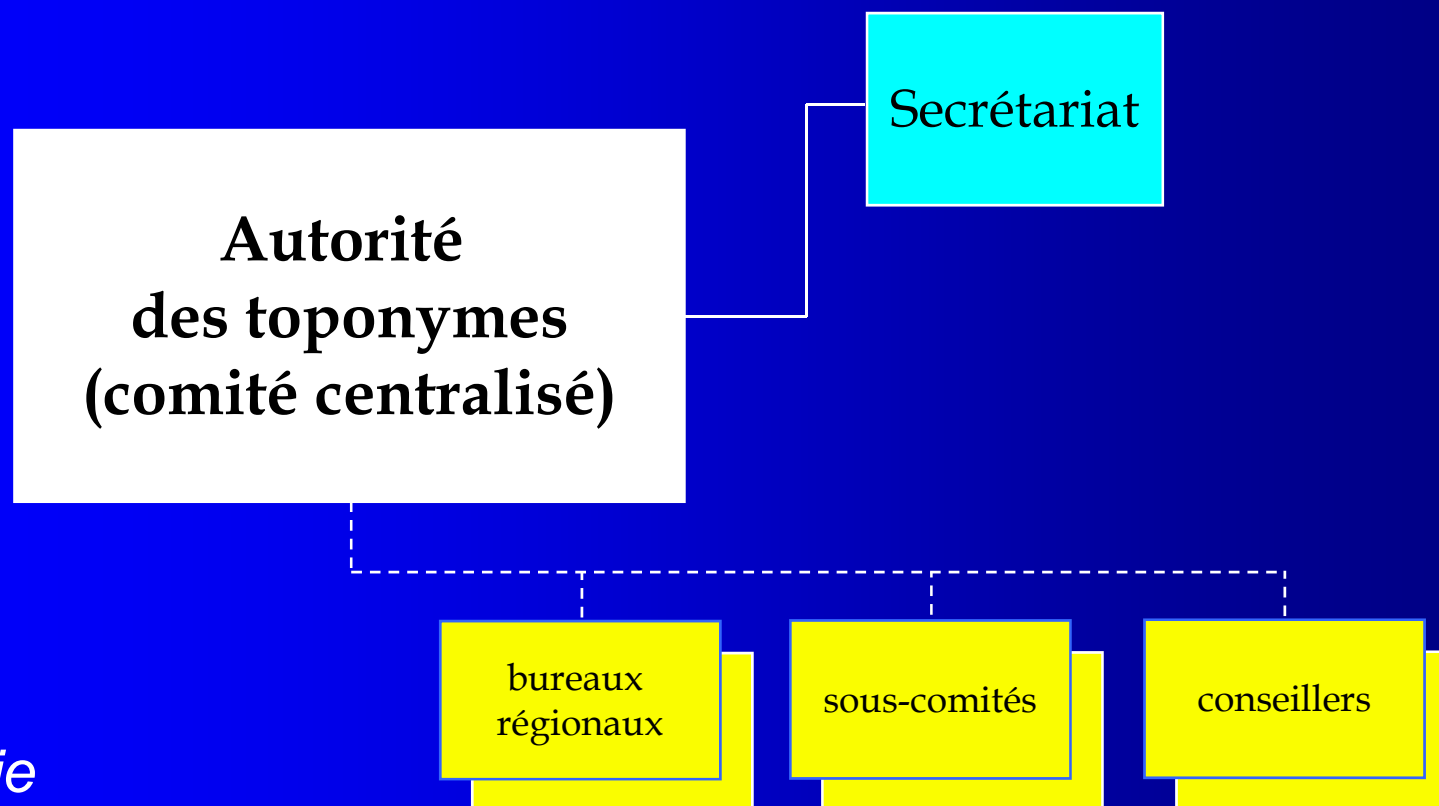 Secrétariat
Autorité
des toponymes
(comité centralisé)
bureaux
régionaux
sous-comités
conseillers